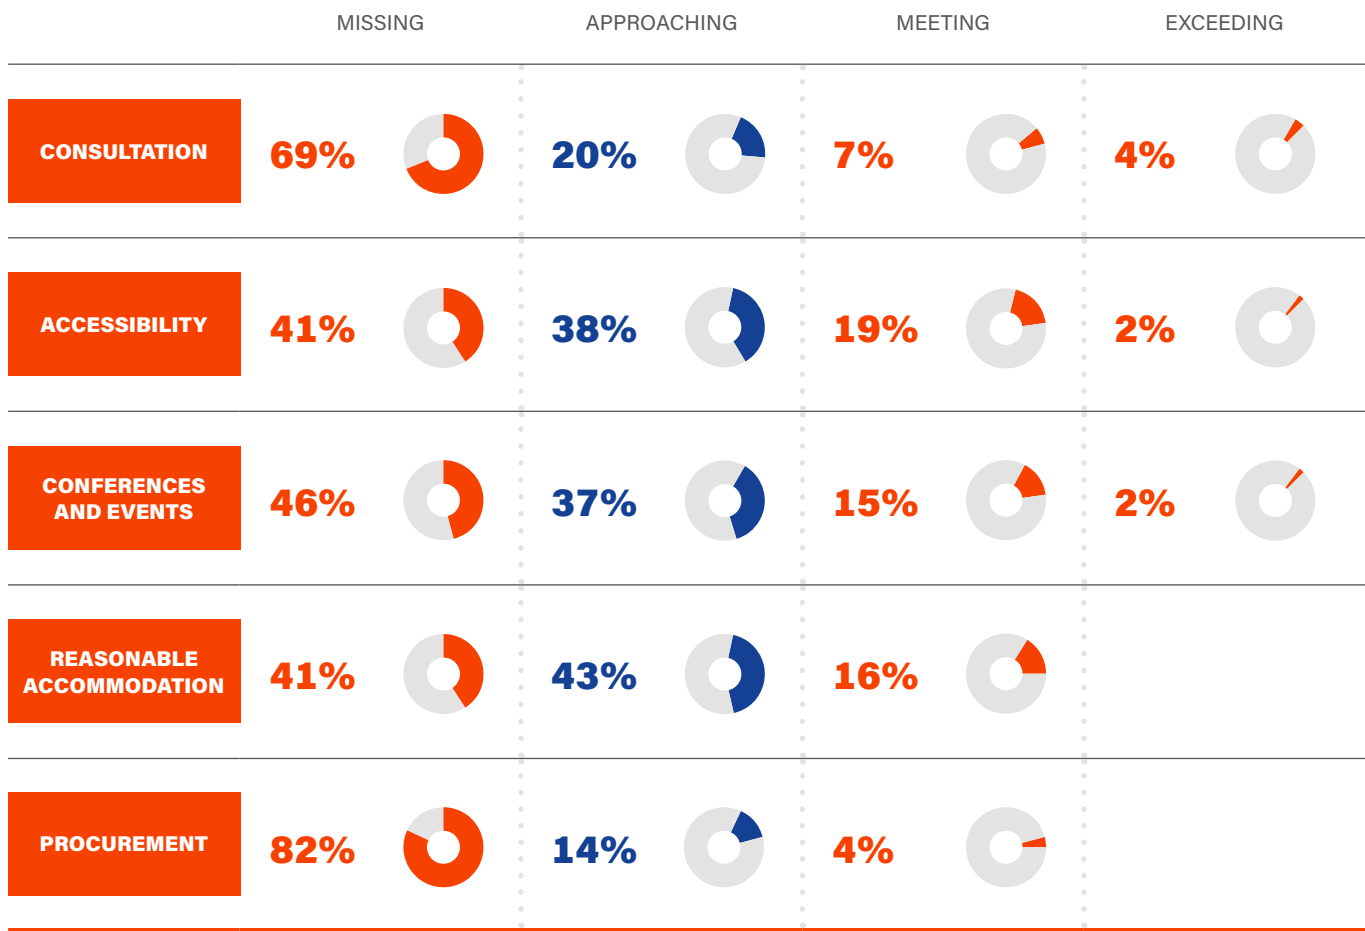 MISSING APPROACHING MEETING EXCEEDING
CONSULTATION 69% 20% 7% 4%
ACCESSIBILITY 41% 38% 19% 2%
CONFERENCES
AND EVENTS 46% 37% 15% 2%
REASONABLE
ACCOMMODATION 41% 43% 16%
PROCUREMENT 82% 14% 4%